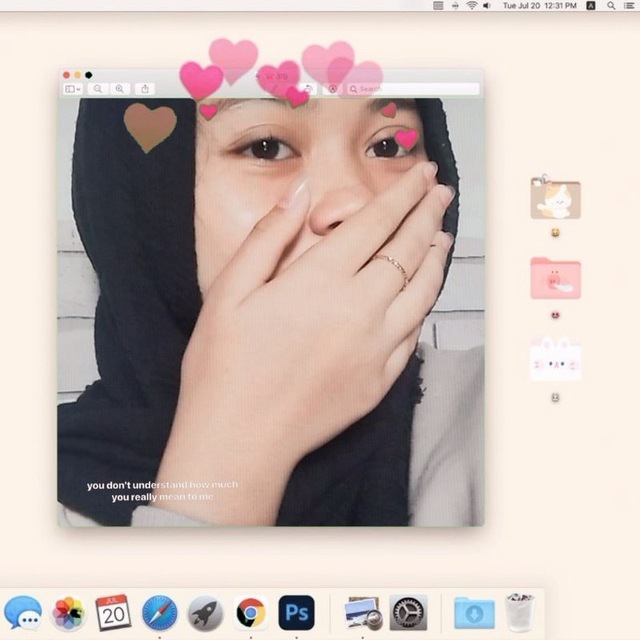 Tue Jul 20 12:31 PM A
Search
you don't understand how much
you really mean to me
JUL
20
Ps